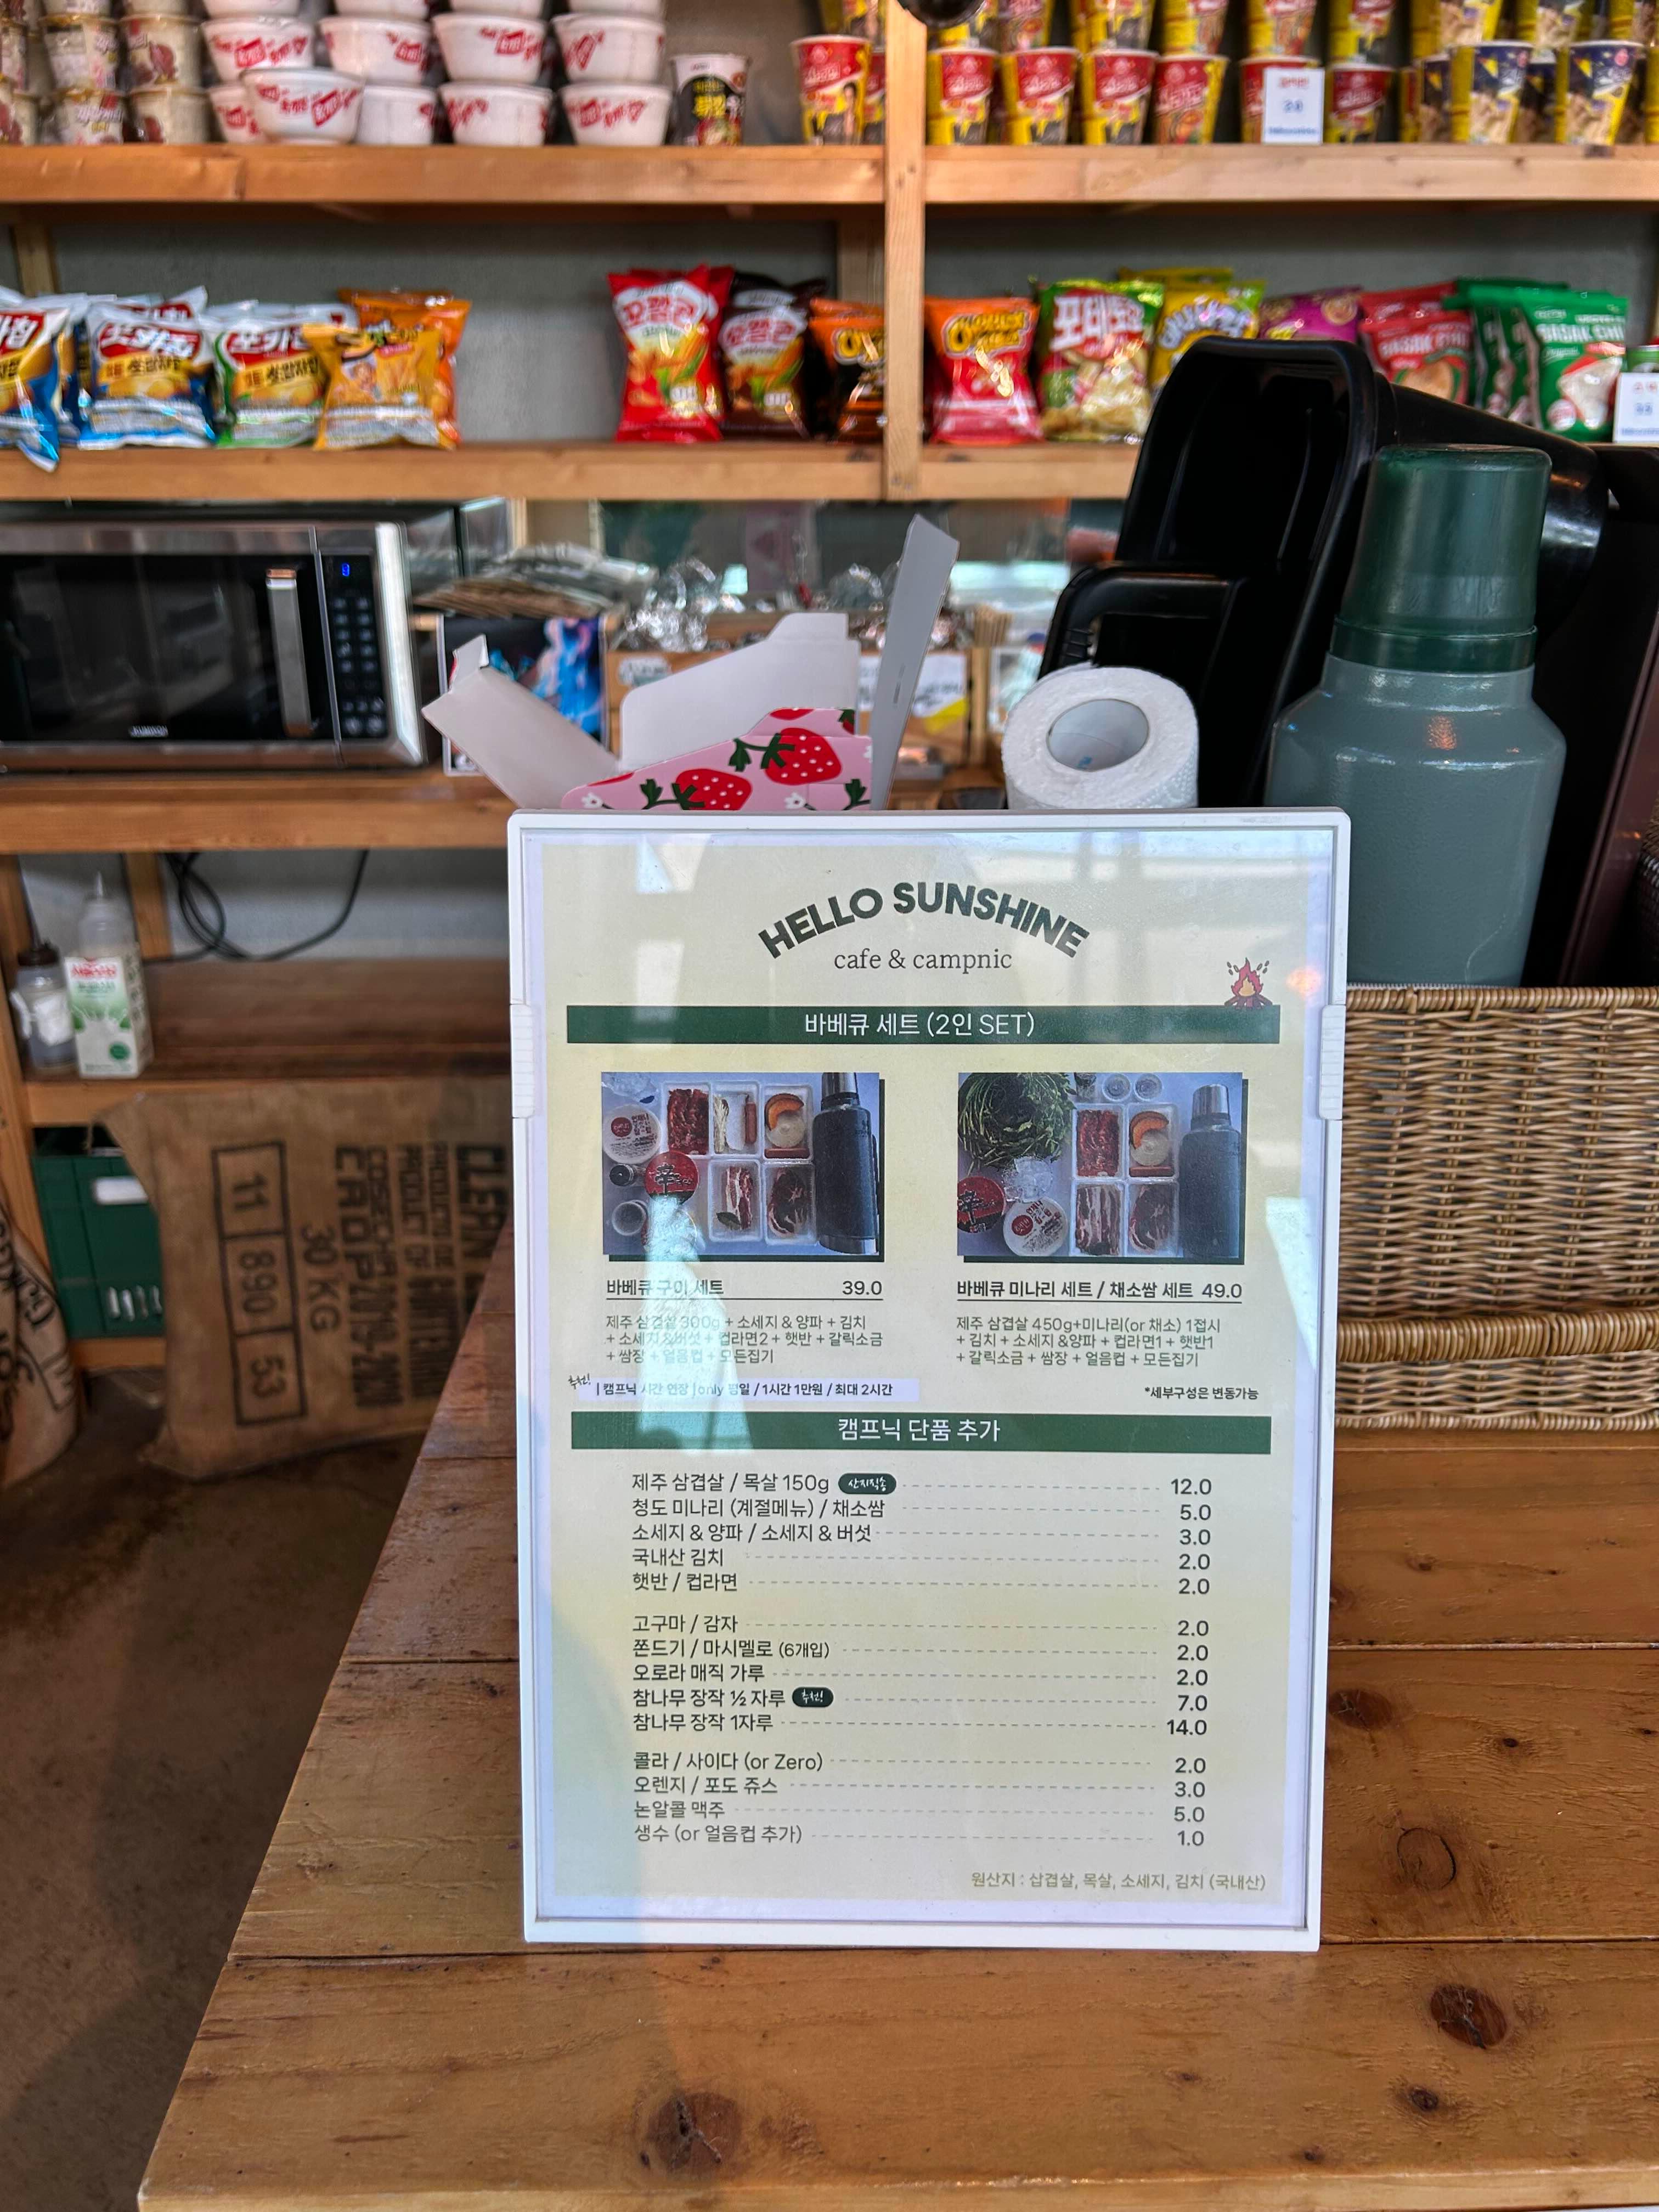 HELLO SUNSHINE
cafe & campnic
바베큐 세트 (2인 SET)
바베큐 구이 세트 39.0
제주 삼겹살 300g + 소세지 & 양파 + 김치
+ 소세지 & 버섯 + 컵라면2 + 햇반 + 갈릭소금
+ 쌈장 + 얼음컵 + 모든집기
바베큐 미나리 세트 / 채소쌈 세트 49.0
제주 삼겹살 450g+미나리(or 채소) 1접시
+ 김치 + 소세지 &양파 + 컵라면1 + 햇반1
+ 갈릭소금 + 쌈장 + 얼음컵 + 모든집기
추천! | 캠프닉 시간 연장 | only 평일 / 1시간 1만원 / 최대 2시간
*세부구성은 변동가능
캠프닉 단품 추가
제주 삼겹살 / 목살 150g 산지직송 12.0
청도 미나리 (계절메뉴) / 채소쌈 5.0
소세지 & 양파 / 소세지 & 버섯 3.0
국내산 김치 2.0
햇반 / 컵라면 2.0
고구마 / 감자 2.0
쫀드기 / 마시멜로 (6개입) 2.0
오로라 매직 가루 2.0
참나무 장작 ½ 자루 추천! 7.0
참나무 장작 1자루 14.0
콜라 / 사이다 (or Zero) 2.0
오렌지 / 포도 쥬스 3.0
논알콜 맥주 5.0
생수 (or 얼음컵 추가) 1.0
원산지 : 삽겹살, 목살, 소세지, 김치 (국내산)
포테토칩
11 890 53
30 KG